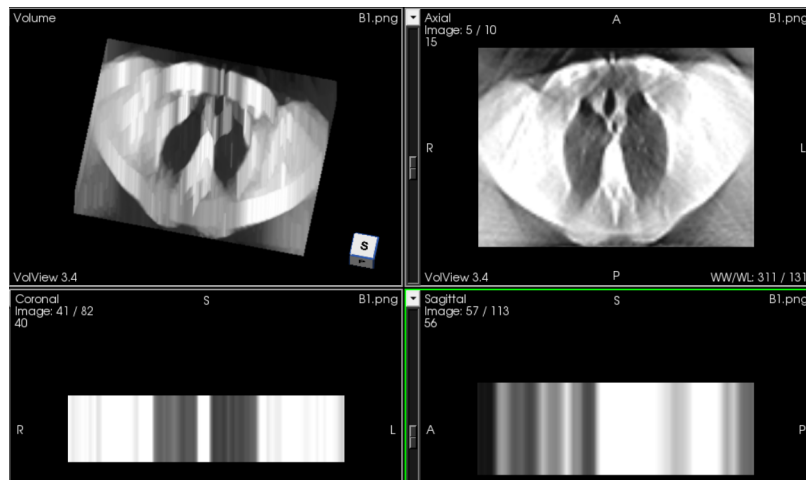 Volume
B1.png
Axial
Image: 5 / 10
15
A
B1.png
R
L
S
VolView 3.4
VolView 3.4
P
WW/WL: 311 / 131
Coronal
Image: 41 / 82
40
S
B1.png
R
L
Sagittal
Image: 57 / 113
56
S
B1.png
A
P